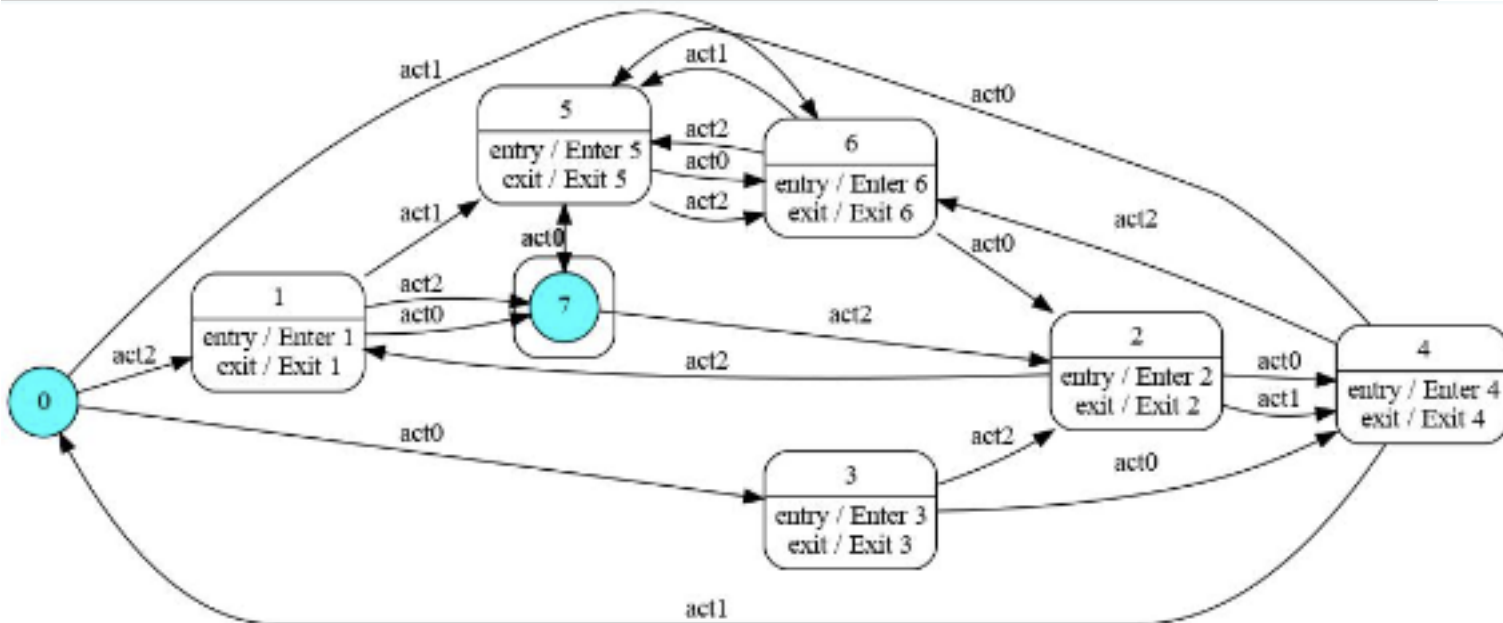 act1
act1
act0
5
entry / Enter 5
exit / Exit 5
act2
act0
act2
6
entry / Enter 6
exit / Exit 6
act1
act2
act0
act0
1
entry / Enter 1
exit / Exit 1
act2
act0
7
act2
act2
2
entry / Enter 2
exit / Exit 2
act0
act1
4
entry / Enter 4
exit / Exit 4
act2
0
act0
act2
act0
3
entry / Enter 3
exit / Exit 3
act1